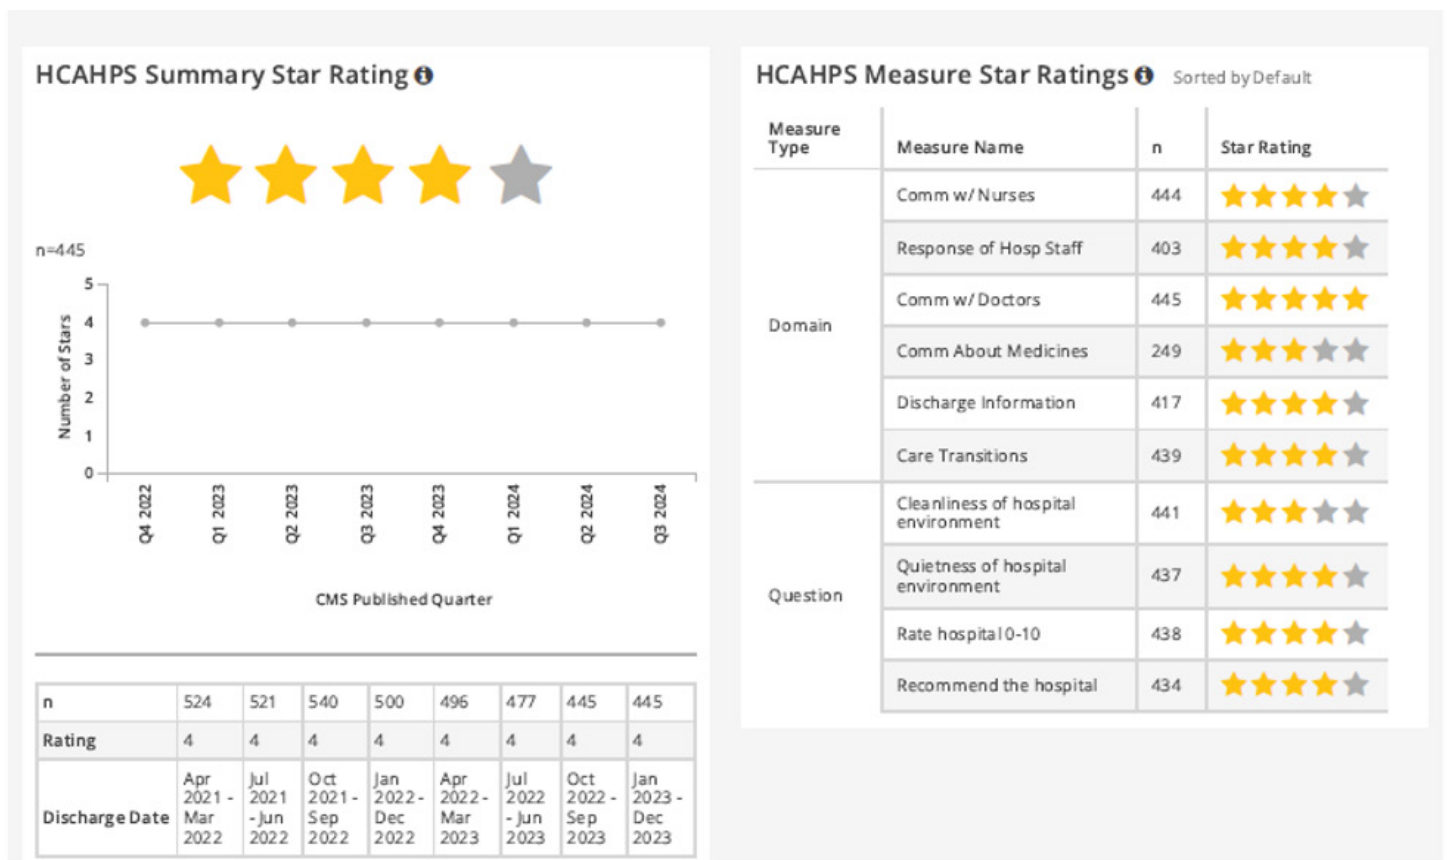 HCAHPS Summary Star Rating
n=445
Number of Stars
5
4
3
2
1
0
Q4 2022
Q1 2023
Q2 2023
Q3 2023
Q4 2023
Q1 2024
Q2 2024
Q3 2024
CMS Published Quarter
n 524 521 540 500 496 477 445 445
Rating 4 4 4 4 4 4 4 4
Discharge Date
Apr 2021 - Mar 2022
Jul 2021 - Jun 2022
Oct 2021 - Sep 2022
Jan 2022 - Dec 2022
Apr 2022 - Mar 2023
Jul 2022 - Jun 2023
Oct 2022 - Sep 2023
Jan 2023 - Dec 2023
HCAHPS Measure Star Ratings Sorted by Default
Measure Type Measure Name n Star Rating
Domain
Comm w/ Nurses 444
Response of Hosp Staff 403
Comm w/ Doctors 445
Comm About Medicines 249
Discharge Information 417
Care Transitions 439
Question
Cleanliness of hospital environment 441
Quietness of hospital environment 437
Rate hospital 0-10 438
Recommend the hospital 434